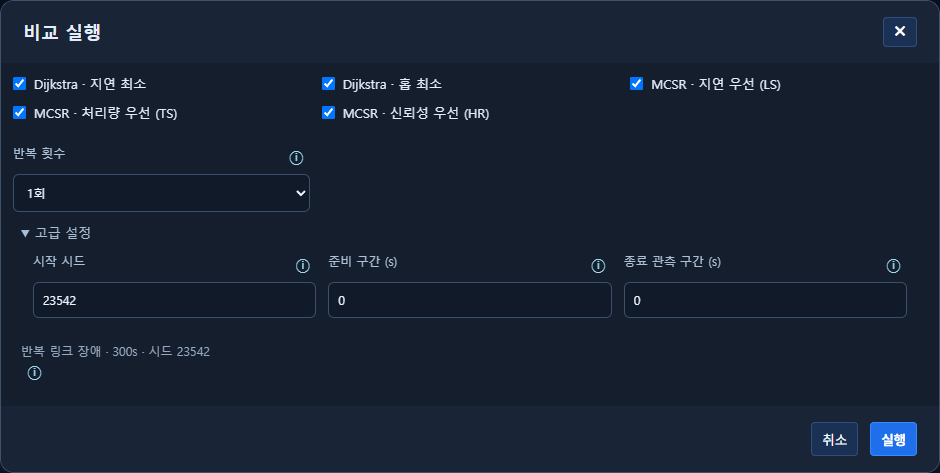 비교 실행
✕
Dijkstra · 지연 최소
Dijkstra · 홉 최소
MCSR · 지연 우선 (LS)
MCSR · 처리량 우선 (TS)
MCSR · 신뢰성 우선 (HR)
반복 횟수
ⓘ
1회
▼ 고급 설정
시작 시드
ⓘ
준비 구간 (s)
ⓘ
종료 관측 구간 (s)
ⓘ
23542
0
0
반복 링크 장애 · 300s · 시드 23542
ⓘ
취소
실행